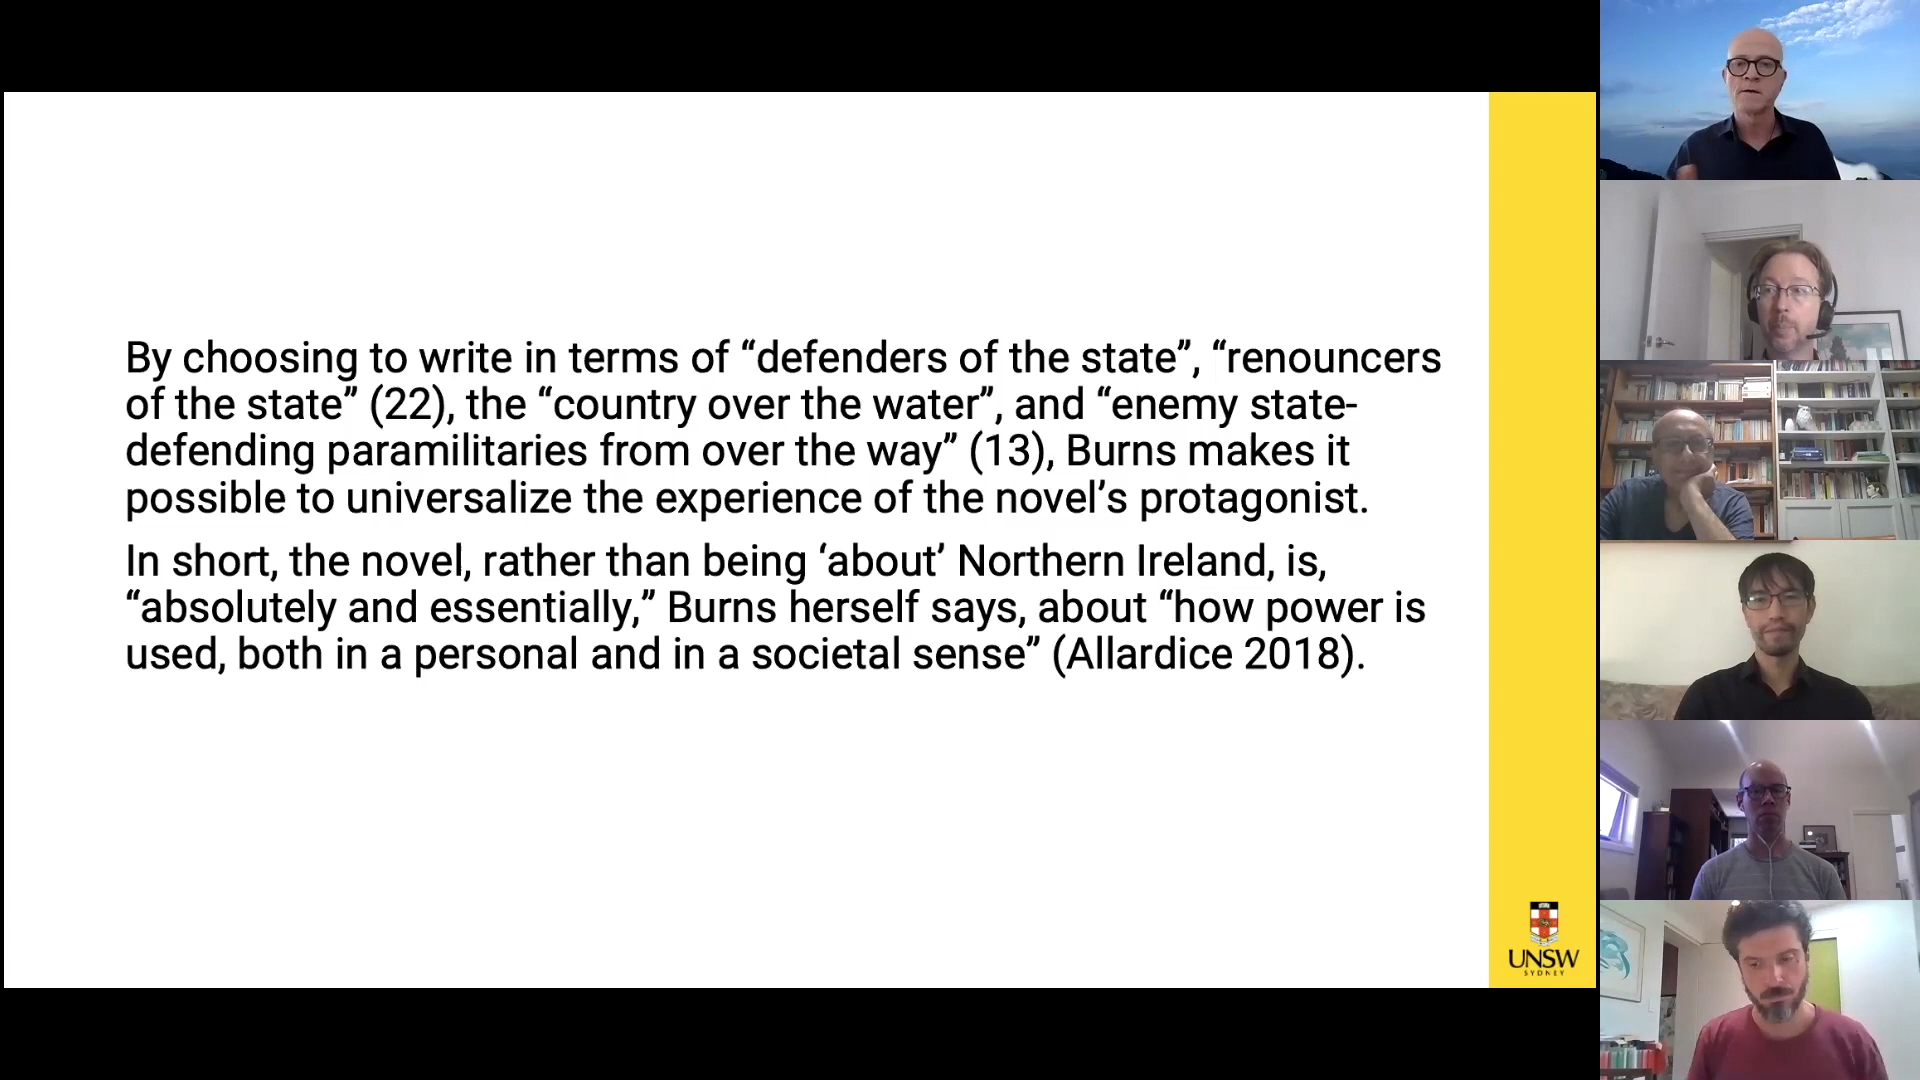 By choosing to write in terms of “defenders of the state”, “renouncers
of the state” (22), the “country over the water”, and “enemy state-
defending paramilitaries from over the way” (13), Burns makes it
possible to universalize the experience of the novel’s protagonist.
In short, the novel, rather than being ‘about’ Northern Ireland, is,
“absolutely and essentially,” Burns herself says, about “how power is
used, both in a personal and in a societal sense” (Allardice 2018).
UNSW
SYDNEY